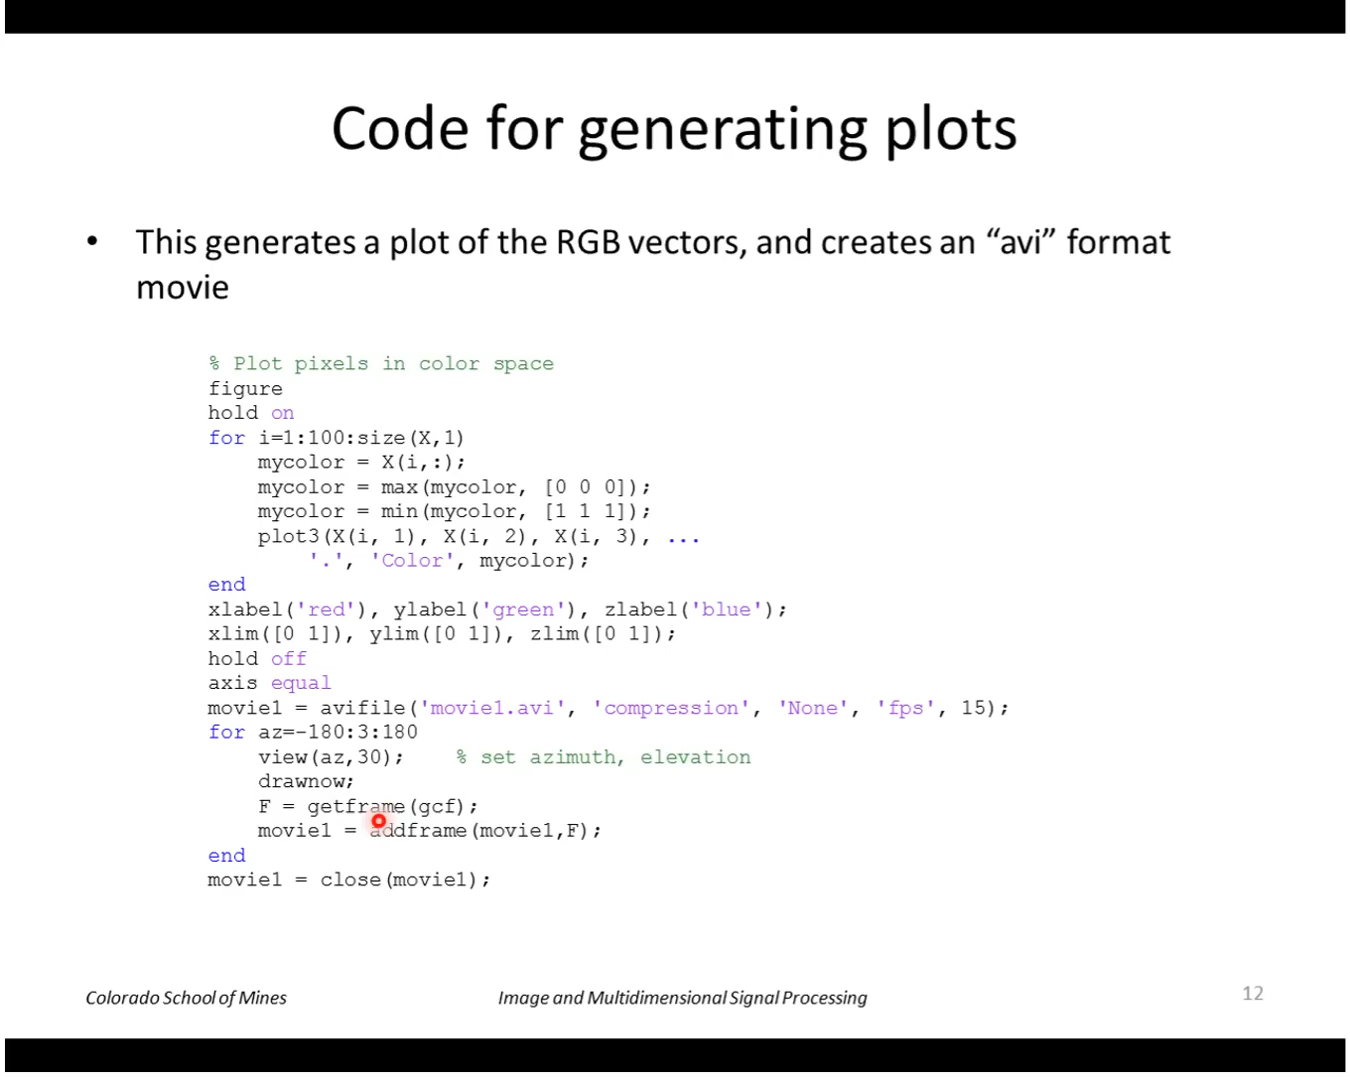 Code for generating plots
• This generates a plot of the RGB vectors, and creates an “avi” format
movie
% Plot pixels in color space
figure
hold on
for i=1:100:size(X,1)
    mycolor = X(i,:);
    mycolor = max(mycolor, [0 0 0]);
    mycolor = min(mycolor, [1 1 1]);
    plot3(X(i, 1), X(i, 2), X(i, 3), ...
        '.', 'Color', mycolor);
end
xlabel('red'), ylabel('green'), zlabel('blue');
xlim([0 1]), ylim([0 1]), zlim([0 1]);
hold off
axis equal
movie1 = avifile('movie1.avi', 'compression', 'None', 'fps', 15);
for az=-180:3:180
    view(az,30);    % set azimuth, elevation
    drawnow;
    F = getframe(gcf);
    movie1 = addframe(movie1,F);
end
movie1 = close(movie1);
Colorado School of Mines
Image and Multidimensional Signal Processing
12